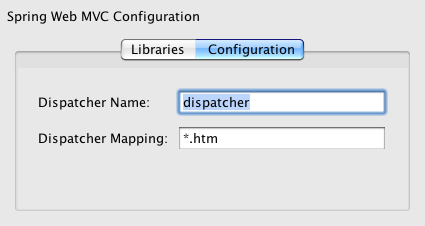 Spring Web MVC Configuration
Libraries Configuration
Dispatcher Name: dispatcher
Dispatcher Mapping: *.htm